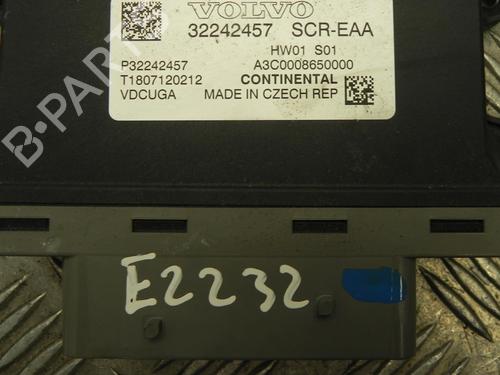 VOLVO
32242457 SCR-EAA
HW01 S01
P32242457 A3C0008650000
T1807120212 CONTINENTAL
VDCUGA MADE IN CZECH REP
B-PARTS
E2232